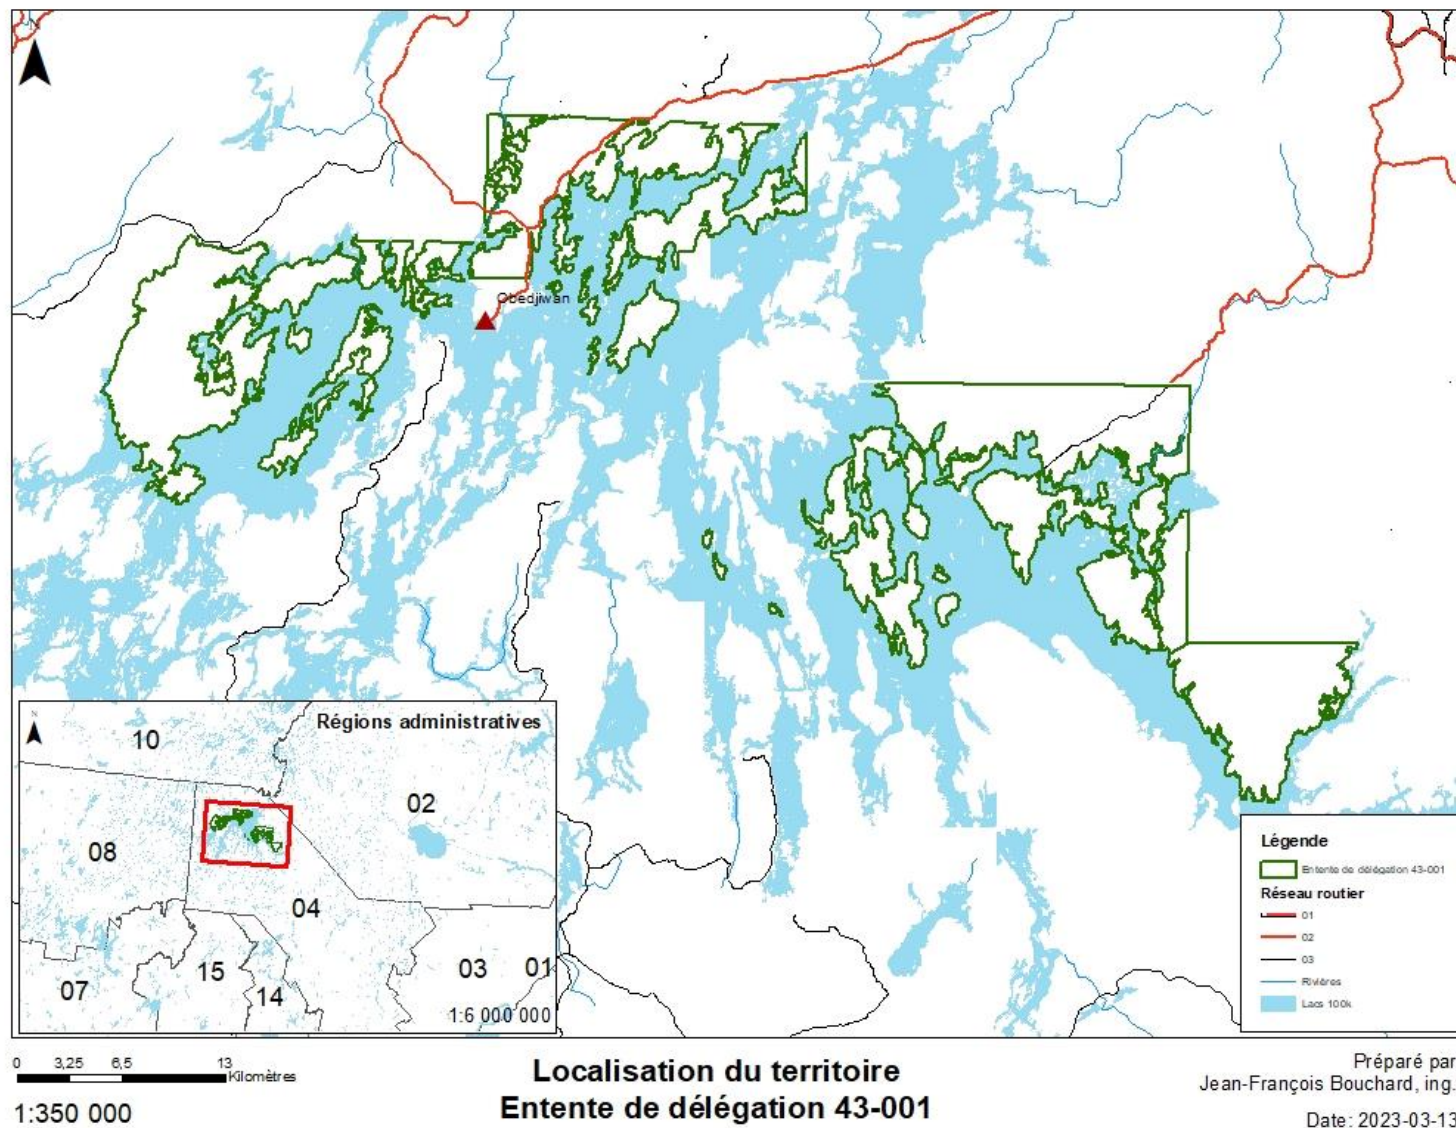 N
Obedjiwan
N
Régions administratives
10
02
08
04
15
03
01
07
14
1:6 000 000
Légende
Entente de délégation 43-001
Réseau routier
01
02
03
Rivières
Lacs 100k
0 3,25 6,5 13
Kilomètres
1:350 000
Localisation du territoire
Entente de délégation 43-001
Préparé par
Jean-François Bouchard, ing.
Date: 2023-03-13